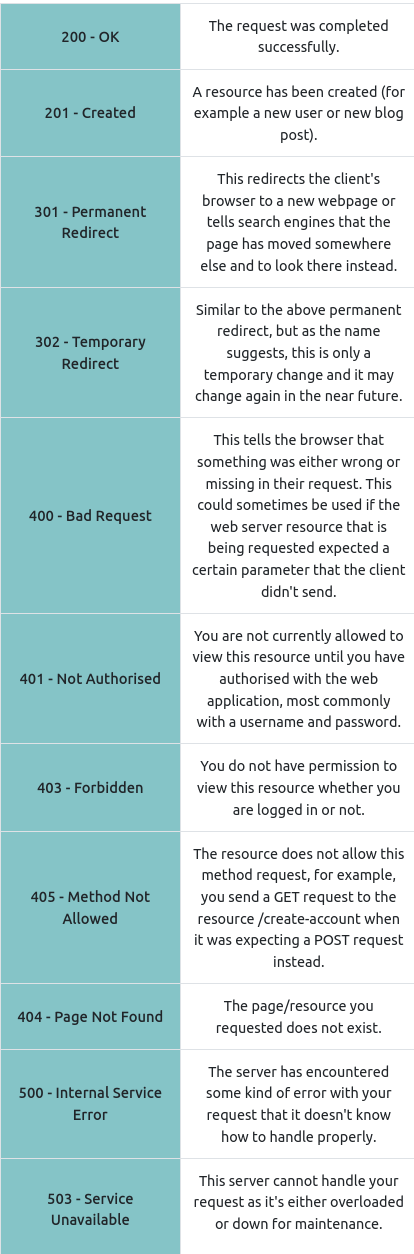 200 - OK
The request was completed
successfully.
201 - Created
A resource has been created (for
example a new user or new blog
post).
301 - Permanent
Redirect
This redirects the client's
browser to a new webpage or
tells search engines that the
page has moved somewhere
else and to look there instead.
302 - Temporary
Redirect
Similar to the above permanent
redirect, but as the name
suggests, this is only a
temporary change and it may
change again in the near future.
400 - Bad Request
This tells the browser that
something was either wrong or
missing in their request. This
could sometimes be used if the
web server resource that is
being requested expected a
certain parameter that the client
didn't send.
401 - Not Authorised
You are not currently allowed to
view this resource until you have
authorised with the web
application, most commonly
with a username and password.
403 - Forbidden
You do not have permission to
view this resource whether you
are logged in or not.
405 - Method Not
Allowed
The resource does not allow this
method request, for example,
you send a GET request to the
resource /create-account when
it was expecting a POST request
instead.
404 - Page Not Found
The page/resource you
requested does not exist.
500 - Internal Service
Error
The server has encountered
some kind of error with your
request that it doesn't know
how to handle properly.
503 - Service
Unavailable
This server cannot handle your
request as it's either overloaded
or down for maintenance.